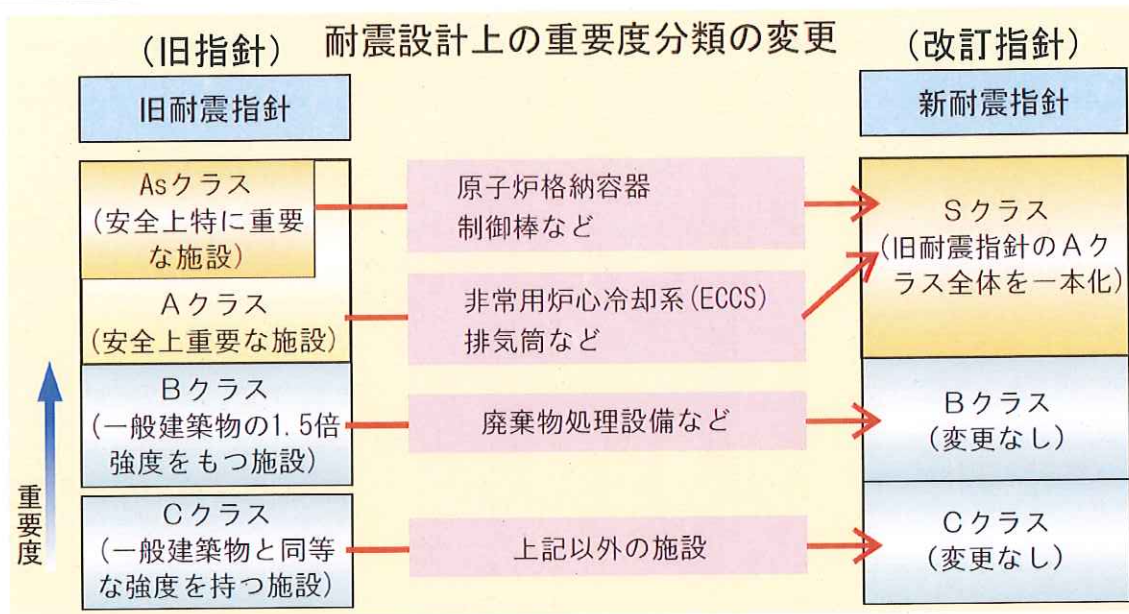 耐震設計上の重要度分類の変更
(旧指針)
(改訂指針)
旧耐震指針
新耐震指針
Asクラス
(安全上特に重要
な施設)
原子炉格納容器
制御棒など
Sクラス
(旧耐震指針のAク
ラス全体を一本化)
Aクラス
(安全上重要な施設)
非常用炉心冷却系(ECCS)
排気筒など
Bクラス
(一般建築物の1.5倍
強度をもつ施設)
廃棄物処理設備など
Bクラス
(変更なし)
Cクラス
(一般建築物と同等
な強度を持つ施設)
上記以外の施設
Cクラス
(変更なし)
重要度